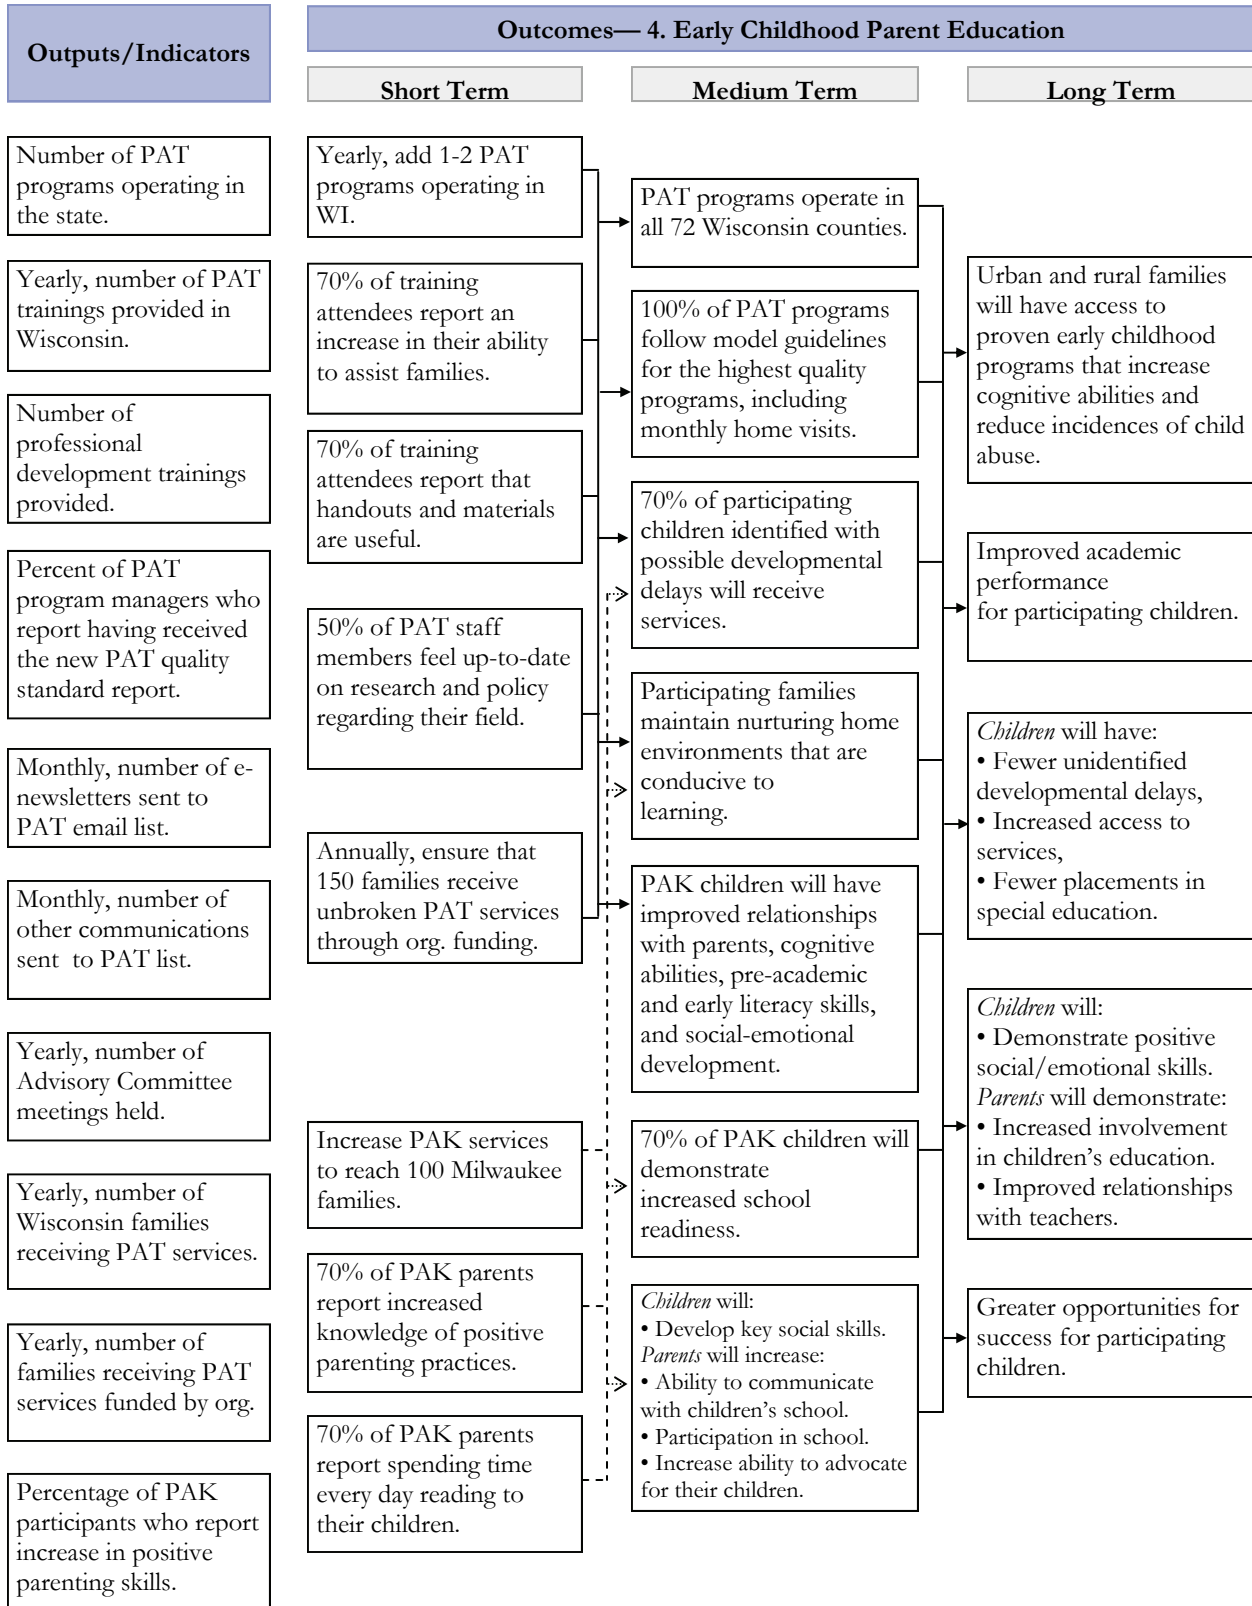 Outputs/Indicators
Outcomes— 4. Early Childhood Parent Education
Short Term
Medium Term
Long Term
Number of PAT
programs operating in
the state.
Yearly, number of PAT
trainings provided in
Wisconsin.
Number of
professional
development trainings
provided.
Percent of PAT
program managers who
report having received
the new PAT quality
standard report.
Monthly, number of e-
newsletters sent to
PAT email list.
Monthly, number of
other communications
sent to PAT list.
Yearly, number of
Advisory Committee
meetings held.
Yearly, number of
Wisconsin families
receiving PAT services.
Yearly, number of
families receiving PAT
services funded by org.
Percentage of PAK
participants who report
increase in positive
parenting skills.
Yearly, add 1-2 PAT
programs operating in
WI.
70% of training
attendees report an
increase in their ability
to assist families.
70% of training
attendees report that
handouts and materials
are useful.
50% of PAT staff
members feel up-to-date
on research and policy
regarding their field.
Annually, ensure that
150 families receive
unbroken PAT services
through org. funding.
Increase PAK services
to reach 100 Milwaukee
families.
70% of PAK parents
report increased
knowledge of positive
parenting practices.
70% of PAK parents
report spending time
every day reading to
their children.
PAT programs operate in
all 72 Wisconsin counties.
100% of PAT programs
follow model guidelines
for the highest quality
programs, including
monthly home visits.
70% of participating
children identified with
possible developmental
delays will receive
services.
Participating families
maintain nurturing home
environments that are
conducive to
learning.
PAK children will have
improved relationships
with parents, cognitive
abilities, pre-academic
and early literacy skills,
and social-emotional
development.
70% of PAK children will
demonstrate
increased school
readiness.
Children will:
• Develop key social skills.
Parents will increase:
• Ability to communicate
with children's school.
• Participation in school.
• Increase ability to advocate
for their children.
Urban and rural families
will have access to
proven early childhood
programs that increase
cognitive abilities and
reduce incidences of child
abuse.
Improved academic
performance
for participating children.
Children will have:
• Fewer unidentified
developmental delays,
• Increased access to
services,
• Fewer placements in
special education.
Children will:
• Demonstrate positive
social/emotional skills.
Parents will demonstrate:
• Increased involvement
in children's education.
• Improved relationships
with teachers.
Greater opportunities for
success for participating
children.